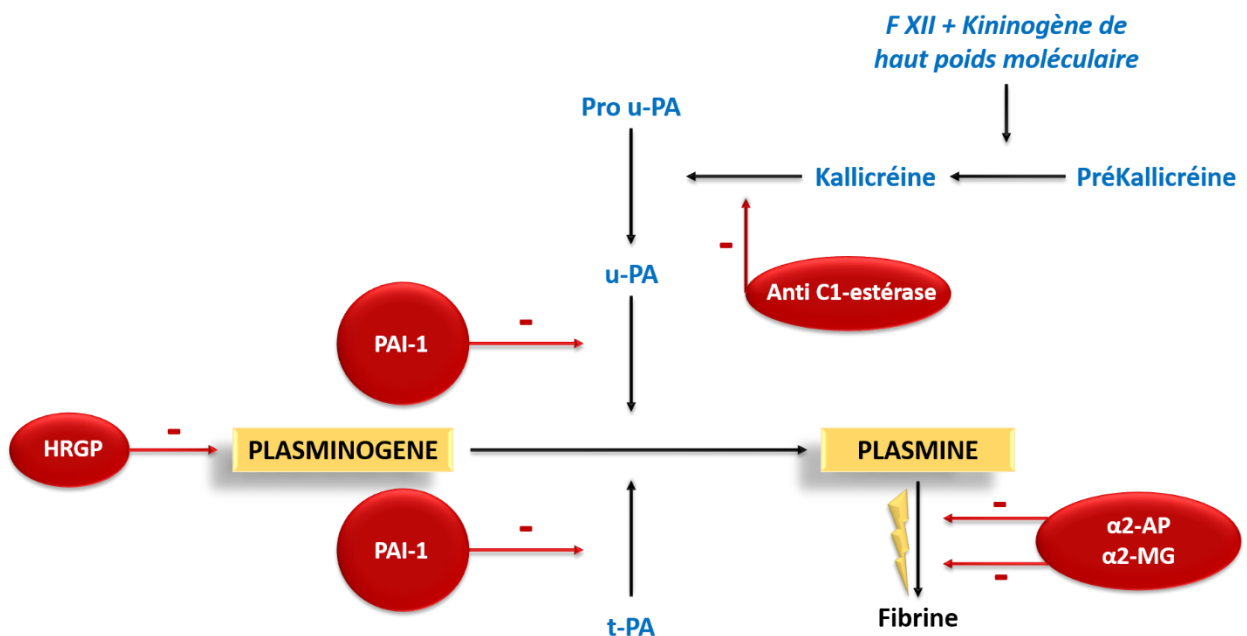 F XII + Kininogène de
haut poids moléculaire
Pro u-PA
Kallicréine
PréKallicréine
-
u-PA
Anti C1-estérase
-
PAI-1
-
HRGP
PLASMINOGENE
PLASMINE
-
PAI-1
-
α2-AP
α2-MG
-
Fibrine
t-PA